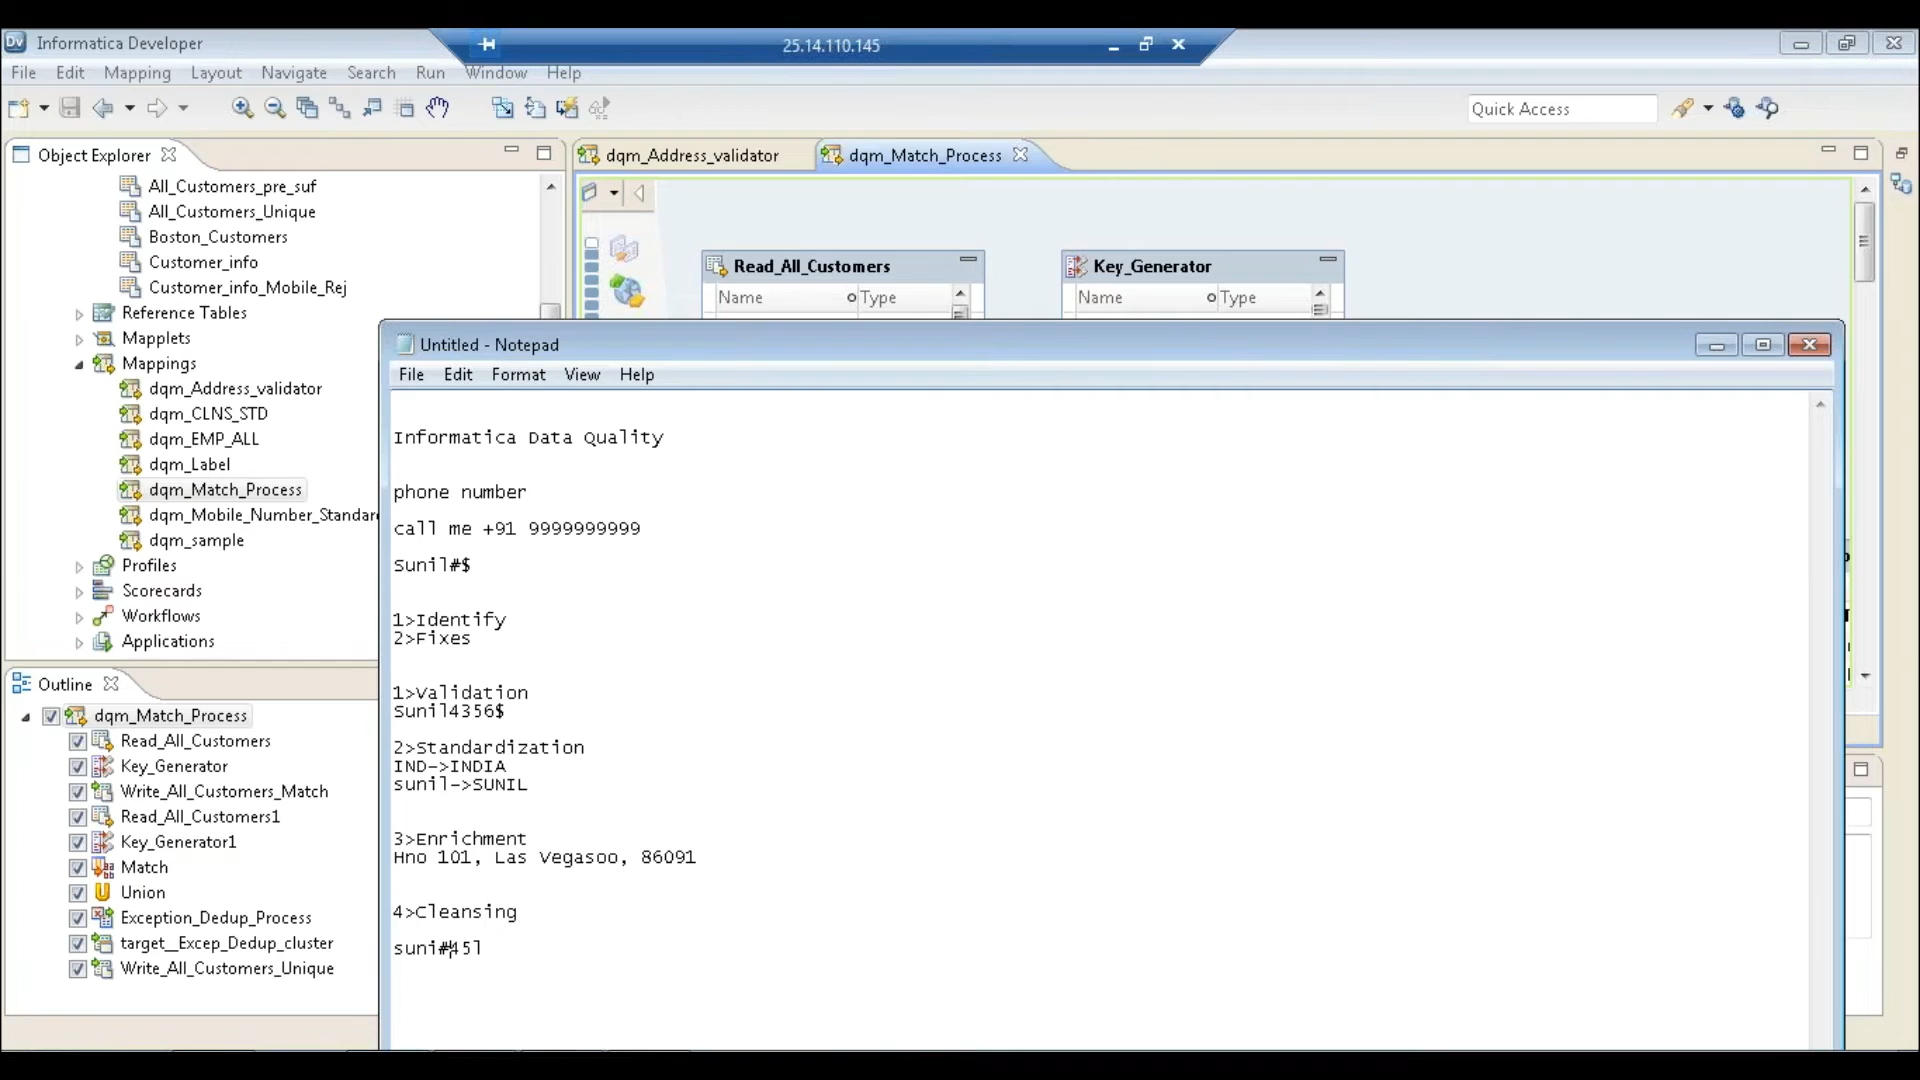 Informatica Developer
25.14.110.145
File Edit Mapping Layout Navigate Search Run Window Help
Quick Access
Object Explorer
dqm_Address_validator
dqm_Match_Process
All_Customers_pre_suf
All_Customers_Unique
Boston_Customers
Customer_info
Customer_info_Mobile_Rej
Reference Tables
Mapplets
Mappings
dqm_Address_validator
dqm_CLNS_STD
dqm_EMP_ALL
dqm_Label
dqm_Match_Process
dqm_Mobile_Number_Standar
dqm_sample
Profiles
Scorecards
Workflows
Applications
Read_All_Customers
Name Type
Key_Generator
Name Type
Outline
dqm_Match_Process
Read_All_Customers
Key_Generator
Write_All_Customers_Match
Read_All_Customers1
Key_Generator1
Match
Union
Exception_Dedup_Process
target__Excep_Dedup_cluster
Write_All_Customers_Unique
Untitled - Notepad
File Edit Format View Help
Informatica Data Quality
phone number
call me +91 9999999999
Sunil#$
1>Identify
2>Fixes
1>Validation
Sunil4356$
2>Standardization
IND->INDIA
sunil->SUNIL
3>Enrichment
Hno 101, Las Vegasoo, 86091
4>Cleansing
suni#45l